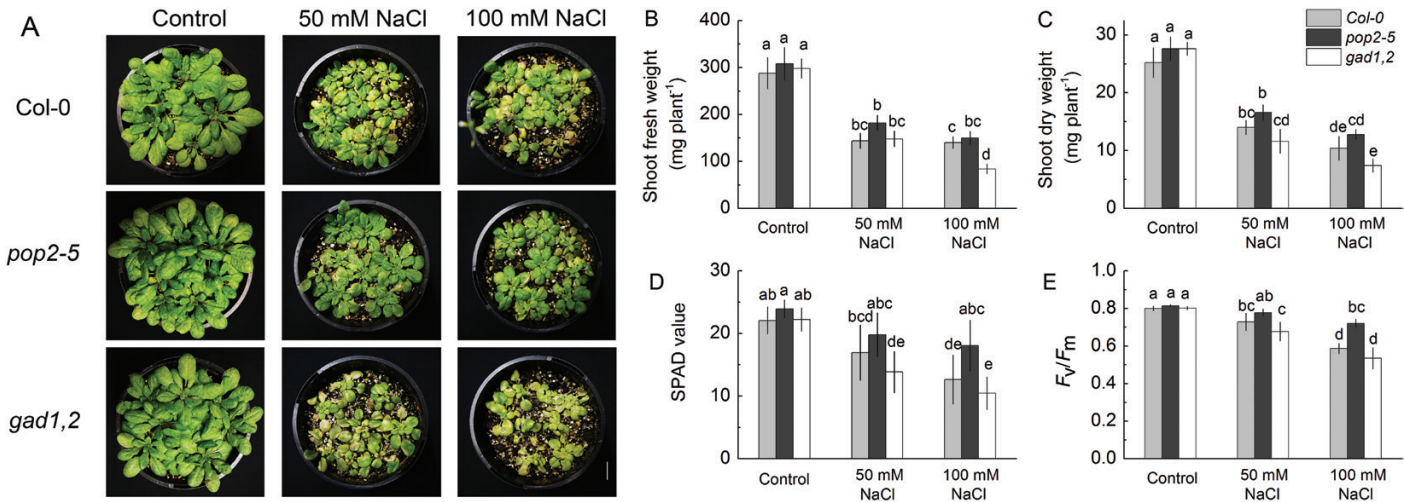 A
Control
50 mM NaCl
100 mM NaCl
Col-0
pop2-5
gad1,2
B
Shoot fresh weight
(mg plant⁻¹)
400
300
200
100
0
a a a
bc b bc
c bc d
Control
50 mM
NaCl
100 mM
NaCl
C
Shoot dry weight
(mg plant⁻¹)
30
20
10
0
a a a
bc b cd
de cd e
Col-0
pop2-5
gad1,2
Control
50 mM
NaCl
100 mM
NaCl
D
SPAD value
30
20
10
0
ab a ab
bcd abc de
de abc e
Control
50 mM
NaCl
100 mM
NaCl
E
Fv/Fm
1.0
0.8
0.6
0.4
0.2
0.0
a a a
bc ab c
d bc d
Control
50 mM
NaCl
100 mM
NaCl